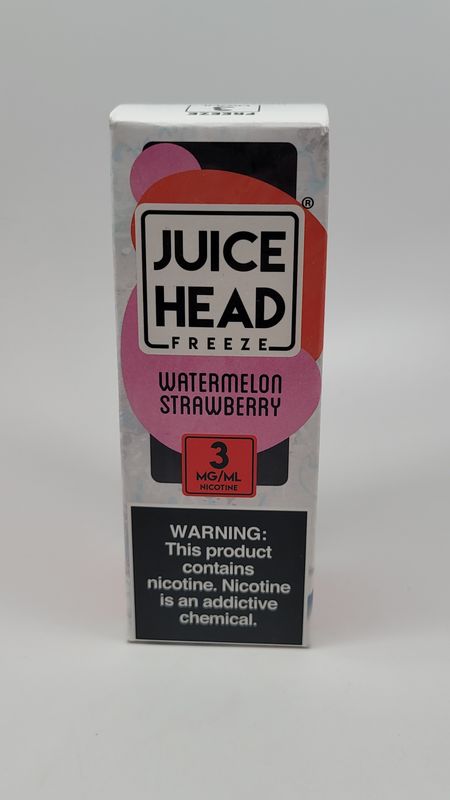 FREEZE
®
JUICE
HEAD
FREEZE
WATERMELON
STRAWBERRY
3
MG/ML
NICOTINE
WARNING:
This product
contains
nicotine. Nicotine
is an addictive
chemical.